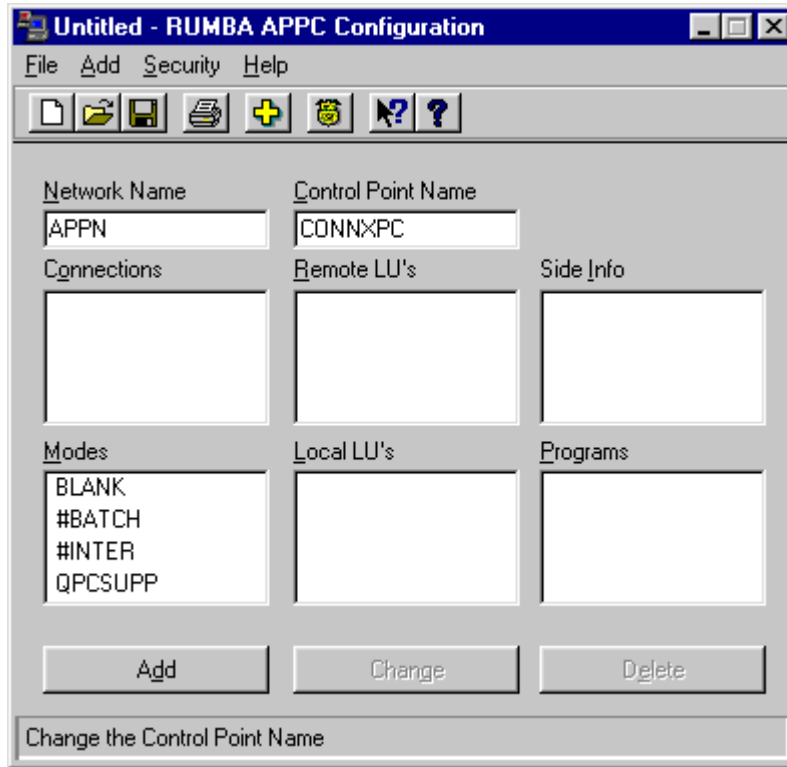 Untitled - RUMBA APPC Configuration
File Add Security Help
Network Name Control Point Name
APPN CONNXPC
Connections Remote LU's Side Info
Modes Local LU's Programs
BLANK
#BATCH
#INTER
QPCSUPP
Add Change Delete
Change the Control Point Name